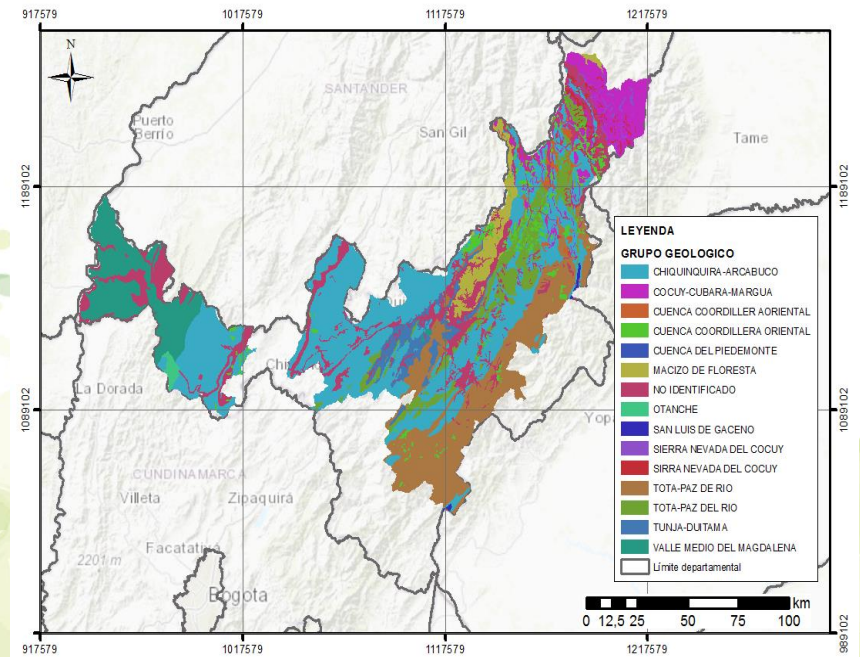 917579 1017579 1117579 1217579
N
SANTANDER
Puerto
Berrío
San Gil
Tame
1189102 1189102
LEYENDA
GRUPO GEOLOGICO
CHIQUINQUIRA-ARCABUCO
COCUY-CUBARA-MARGUA
CUENCA COORDILLER AORIENTAL
CUENCA COORDILLERA ORIENTAL
CUENCA DEL PIEDEMONTE
MACIZO DE FLORESTA
NO IDENTIFICADO
OTANCHE
SAN LUIS DE GACENO
SIERRA NEVADA DEL COCUY
SIRRA NEVADA DEL COCUY
TOTA-PAZ DE RIO
TOTA-PAZ DEL RIO
TUNJA-DUITAMA
VALLE MEDIO DEL MAGDALENA
Límite departamental
La Dorada
1089102 1089102
CUNDINAMARCA
Villeta
Zipaquirá
Facatativá
2201 m
Bogota
km
0 12,5 25 50 75 100
989102
917579 1017579 1117579 1217579